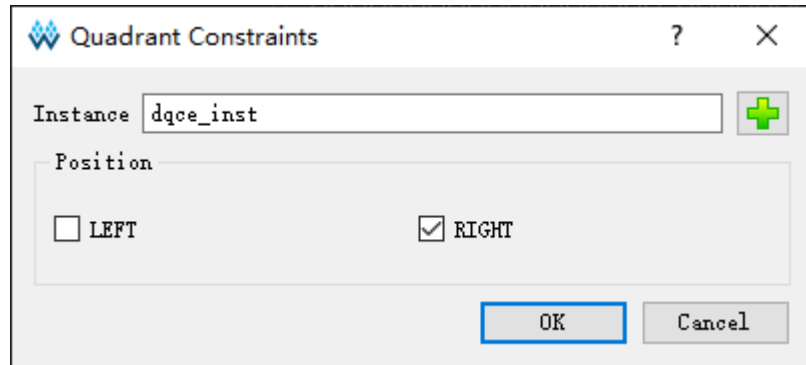 Quadrant Constraints ?
Instance dqce_inst
Position
LEFT RIGHT
OK Cancel